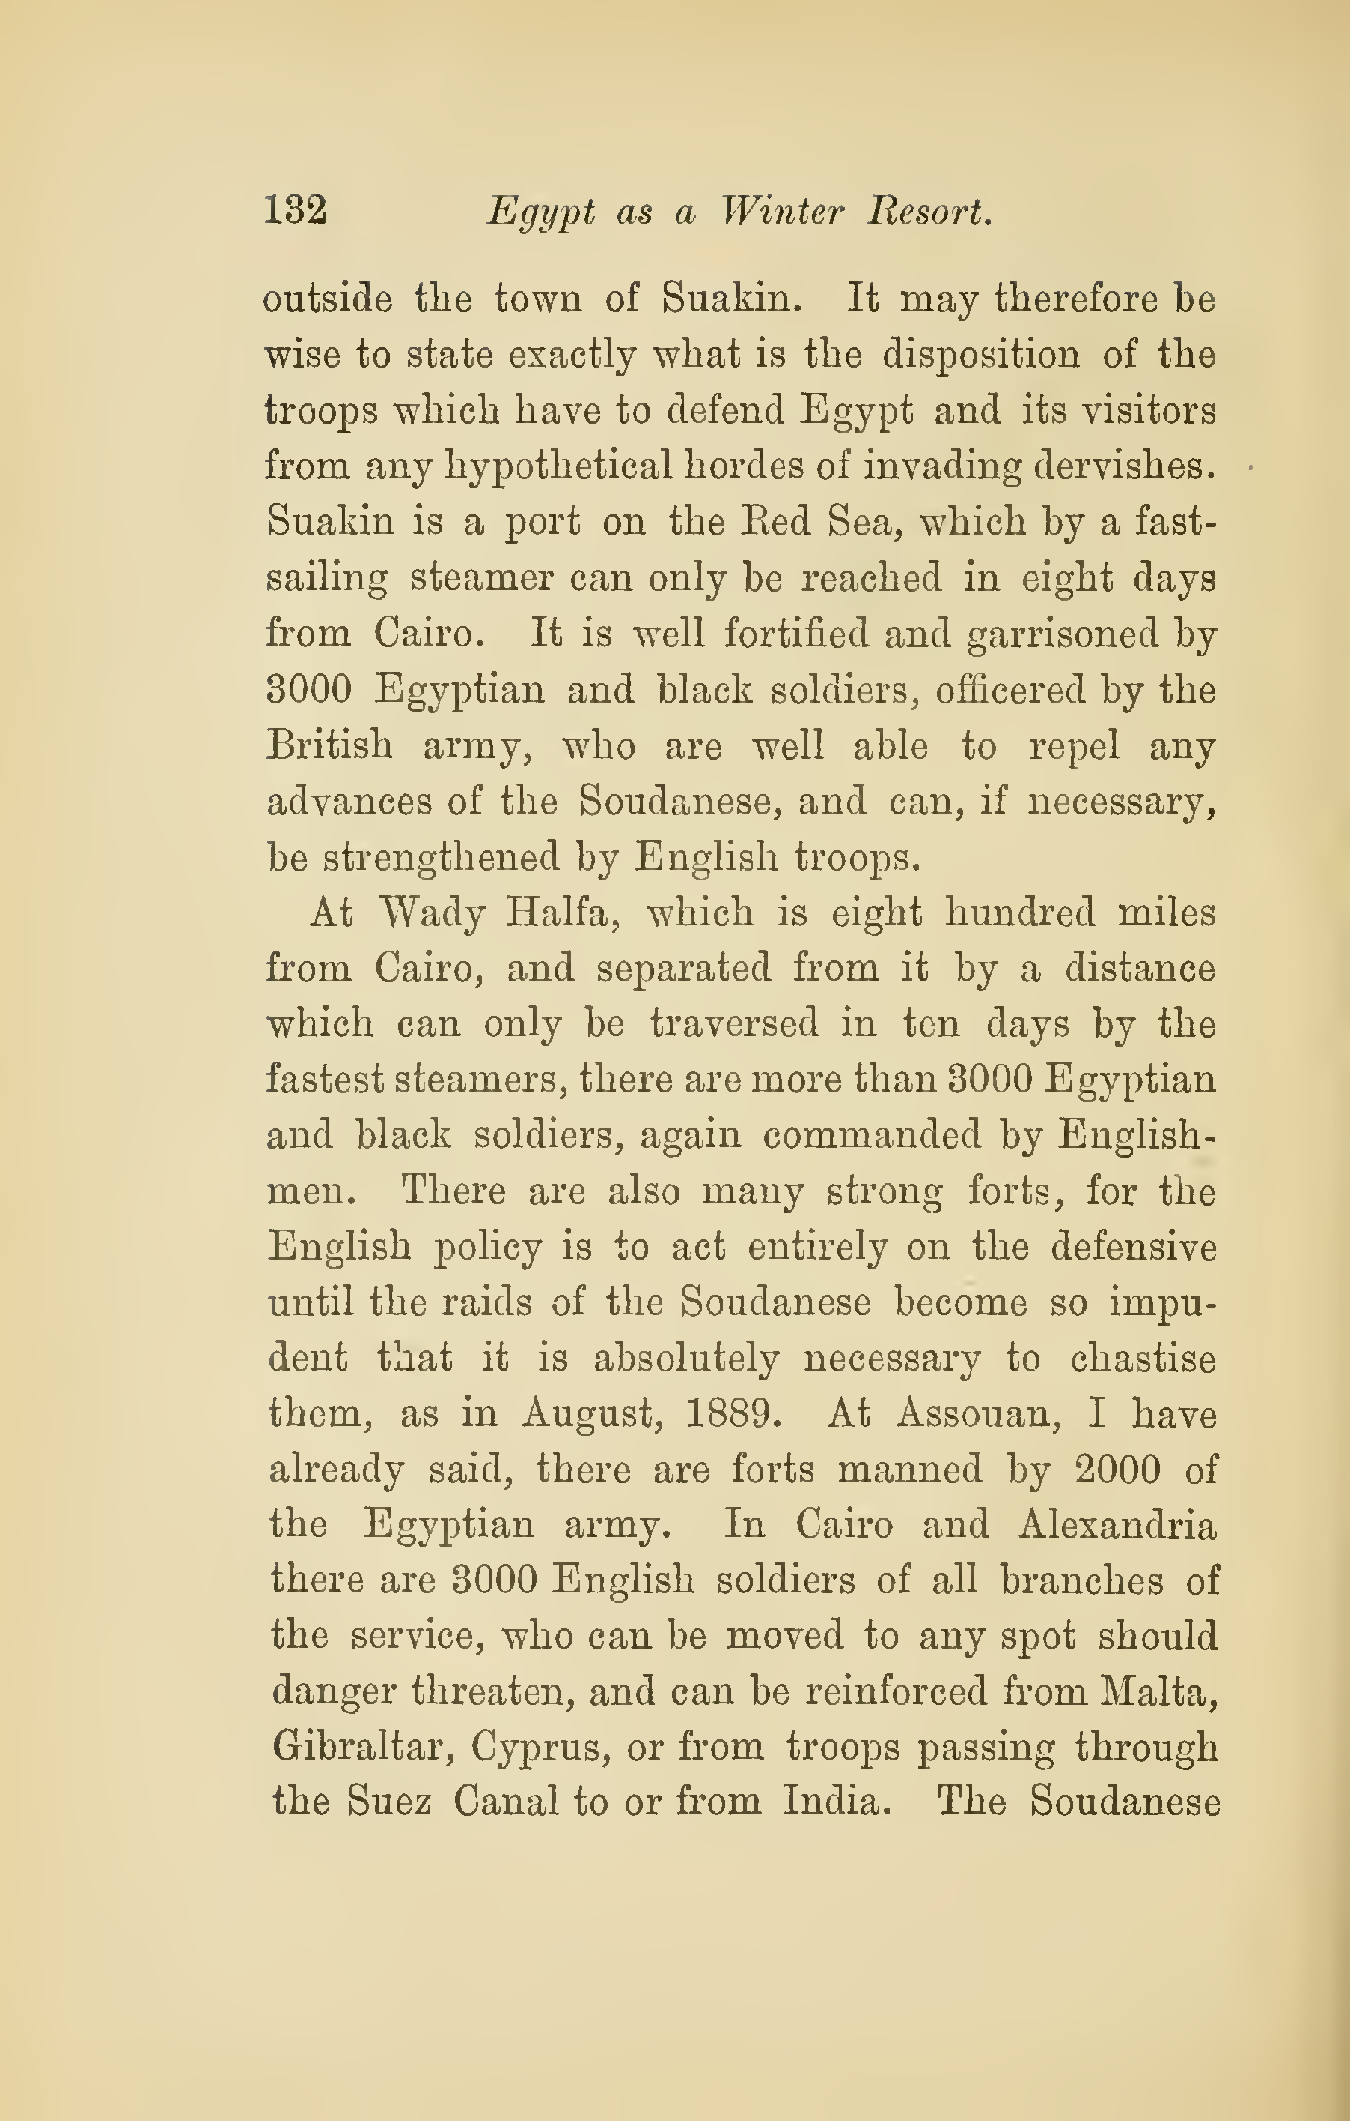 132 Egypt as a Winter Resort.
outside the town of Suakin. It may therefore be
wise to state exactly what is the disposition of the
troops which have to defend Egypt and its visitors
from any hypothetical hordes of invading dervishes.
Suakin is a port on the Red Sea, which by a fast-
sailing steamer can only be reached in eight days
from Cairo. It is well fortified and garrisoned by
3000 Egyptian and black soldiers, officered by the
British army, who are well able to repel any
advances of the Soudanese, and can, if necessary,
be strengthened by English troops.
At Wady Halfa, which is eight hundred miles
from Cairo, and separated from it by a distance
which can only be traversed in ten days by the
fastest steamers, there are more than 3000 Egyptian
and black soldiers, again commanded by English-
men. There are also many strong forts, for the
English policy is to act entirely on the defensive
until the raids of the Soudanese become so impu-
dent that it is absolutely necessary to chastise
them, as in August, 1889. At Assouan, I have
already said, there are forts manned by 2000 of
the Egyptian army. In Cairo and Alexandria
there are 3000 English soldiers of all branches of
the service, who can be moved to any spot should
danger threaten, and can be reinforced from Malta,
Gibraltar, Cyprus, or from troops passing through
the Suez Canal to or from India. The Soudanese